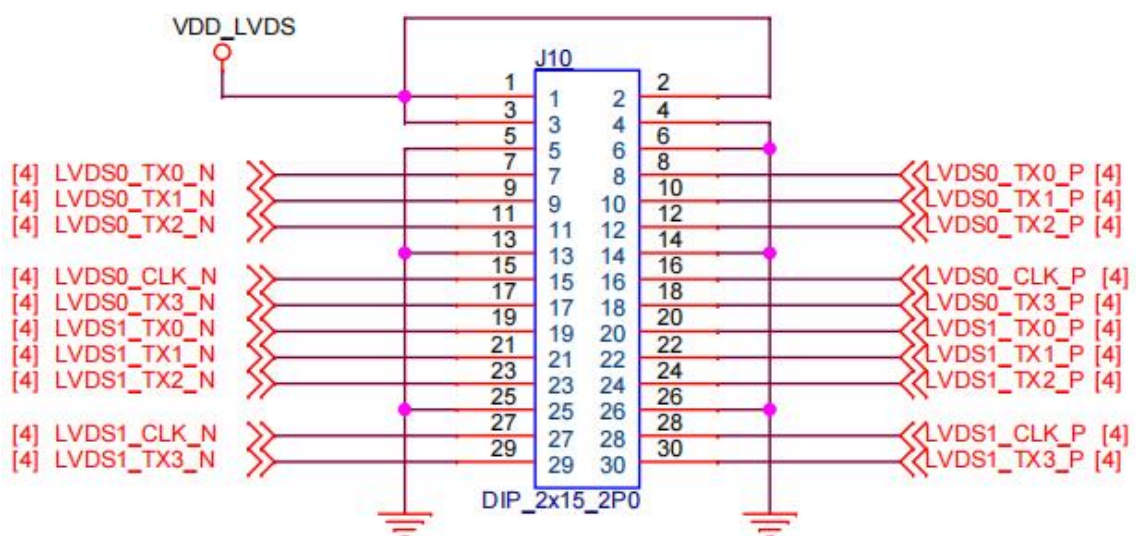 VDD_LVDS
J10
1 1 2 2
3 3 4 4
5 5 6 6
[4] LVDS0_TX0_N 7 7 8 8 LVDS0_TX0_P [4]
[4] LVDS0_TX1_N 9 9 10 10 LVDS0_TX1_P [4]
[4] LVDS0_TX2_N 11 11 12 12 LVDS0_TX2_P [4]
13 13 14 14
[4] LVDS0_CLK_N 15 15 16 16 LVDS0_CLK_P [4]
[4] LVDS0_TX3_N 17 17 18 18 LVDS0_TX3_P [4]
[4] LVDS1_TX0_N 19 19 20 20 LVDS1_TX0_P [4]
[4] LVDS1_TX1_N 21 21 22 22 LVDS1_TX1_P [4]
[4] LVDS1_TX2_N 23 23 24 24 LVDS1_TX2_P [4]
25 25 26 26
[4] LVDS1_CLK_N 27 27 28 28 LVDS1_CLK_P [4]
[4] LVDS1_TX3_N 29 29 30 30 LVDS1_TX3_P [4]
DIP_2x15_2P0